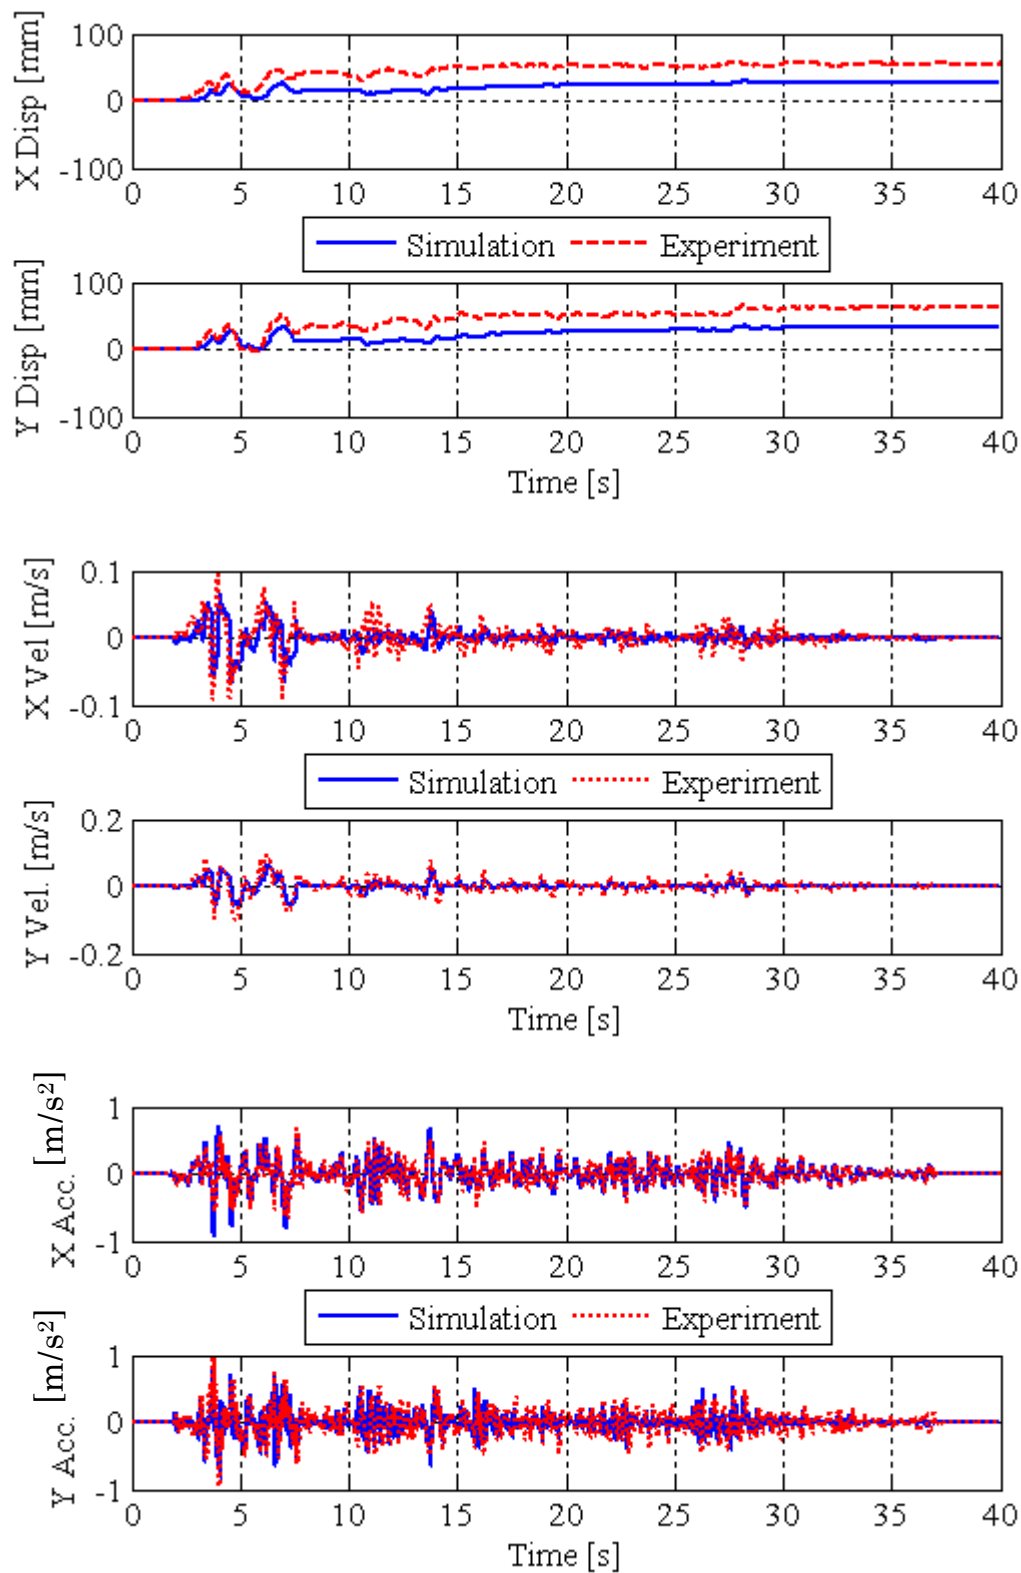 X Disp [mm]
100
0
-100
0 5 10 15 20 25 30 35 40
Simulation Experiment
Y Disp [mm]
100
0
-100
0 5 10 15 20 25 30 35 40
Time [s]
X Vel [m/s]
0.1
0
-0.1
0 5 10 15 20 25 30 35 40
Simulation Experiment
Y Vel. [m/s]
0.2
0
-0.2
0 5 10 15 20 25 30 35 40
Time [s]
X Acc. [m/s²]
1
0
-1
0 5 10 15 20 25 30 35 40
Simulation Experiment
Y Acc. [m/s²]
1
0
-1
0 5 10 15 20 25 30 35 40
Time [s]